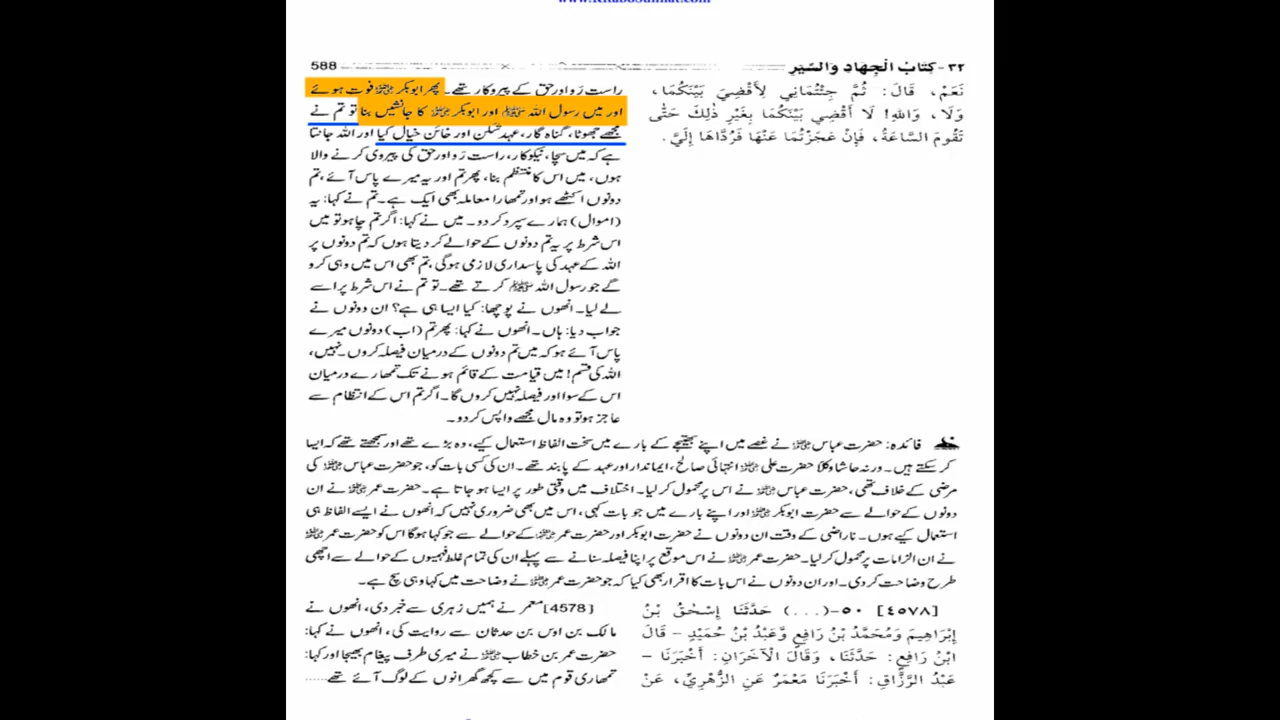 www.KitaboSunnat.com
٣٢-كِتَابُ الْجِهَادِ وَالسِّيَرِ 588
نَعَمْ، قَالَ: ثُمَّ جِئْتُمَانِي لِأَقْضِيَ بَيْنَكُمَا،
وَلَا، وَاللهِ! لَا أَقْضِي بَيْنَكُمَا بِغَيْرِ ذٰلِكَ حَتّٰى
تَقُومَ السَّاعَةُ، فَإِنْ عَجَزْتُمَا عَنْهَا فَرُدَّاهَا إِلَيَّ.
راست رَو اور حق کے پیروکار تھے۔ پھر ابوبکر ؓ فوت ہوئے
اور میں رسول اللہ ﷺ اور ابوبکر ؓ کا جانشیں بنا تو تم نے
مجھے جھوٹا، گناہ گار، عہد شکن اور خائن خیال کیا اور اللہ جانتا
ہے کہ میں سچا، نیکوکار، راست رَو اور حق کی پیروی کرنے والا
ہوں، میں اس کا منتظم بنا، پھر تم اور یہ میرے پاس آئے، تم
دونوں اکٹھے ہو اور تمھارا معاملہ بھی ایک ہے۔ تم نے کہا: یہ
(اموال) ہمارے سپرد کر دو۔ میں نے کہا: اگر تم چاہو تو میں
اس شرط پر یہ تم دونوں کے حوالے کر دیتا ہوں کہ تم دونوں پر
اللہ کے عہد کی پاسداری لازمی ہوگی، تم بھی اس میں وہی کرو
گے جو رسول اللہ ﷺ کرتے تھے۔ تو تم نے اس شرط پر اسے
لے لیا۔ انھوں نے پوچھا: کیا ایسا ہی ہے؟ ان دونوں نے
جواب دیا: ہاں۔ انھوں نے کہا: پھر تم (اب) دونوں میرے
پاس آئے ہو کہ میں تم دونوں کے درمیان فیصلہ کروں۔ نہیں،
اللہ کی قسم! میں قیامت کے قائم ہونے تک تمھارے درمیان
اس کے سوا اور فیصلہ نہیں کروں گا۔ اگر تم اس کے انتظام سے
عاجز ہو تو وہ مال مجھے واپس کر دو۔
فائدہ: حضرت عباس ؓ نے غصے میں اپنے بھتیجے کے بارے میں سخت الفاظ استعمال کیے، وہ بڑے تھے اور سمجھتے تھے کہ ایسا
کر سکتے ہیں۔ ورنہ حاشا وکلا حضرت علی ؓ انتہائی صالح، ایماندار اور عہد کے پابند تھے۔ ان کی کسی بات کو، جو حضرت عباس ؓ کی
مرضی کے خلاف تھی، حضرت عباس ؓ نے اس پر محمول کر لیا۔ اختلاف میں وقتی طور پر ایسا ہو جاتا ہے۔ حضرت عمر ؓ نے ان
دونوں کے حوالے سے حضرت ابوبکر ؓ اور اپنے بارے میں جو بات کہی، اس میں بھی ضروری نہیں کہ انھوں نے ایسے الفاظ ہی
استعمال کیے ہوں۔ ناراضی کے وقت ان دونوں نے حضرت ابوبکر اور حضرت عمر ؓ کے حوالے سے جو کہا ہوگا اس کو حضرت عمر ؓ
نے ان الزامات پر محمول کر لیا۔ حضرت عمر ؓ نے اس موقع پر اپنا فیصلہ سنانے سے پہلے ان کی تمام غلط فہمیوں کے حوالے سے اچھی
طرح وضاحت کر دی۔ اور ان دونوں نے اس بات کا اقرار بھی کیا کہ جو حضرت عمر ؓ نے وضاحت میں کہا وہی سچ ہے۔
[٤٥٧٨] ٥٠-(...) حَدَّثَنَا إِسْحٰقُ بْنُ
إِبْرَاهِيمَ وَمُحَمَّدُ بْنُ رَافِعٍ وَّعَبْدُ بْنُ حُمَيْدٍ - قَالَ
ابْنُ رَافِعٍ: حَدَّثَنَا، وَقَالَ الْآخَرَانِ: أَخْبَرَنَا -
عَبْدُ الرَّزَّاقِ: أَخْبَرَنَا مَعْمَرٌ عَنِ الزُّهْرِيِّ، عَنْ
[4578] معمر نے ہمیں زہری سے خبر دی، انھوں نے
مالک بن اوس بن حدثان سے روایت کی، انھوں نے کہا:
حضرت عمر بن خطاب ؓ نے میری طرف پیغام بھیجا اور کہا:
تمھاری قوم میں سے کچھ گھرانوں کے لوگ آئے تھے......